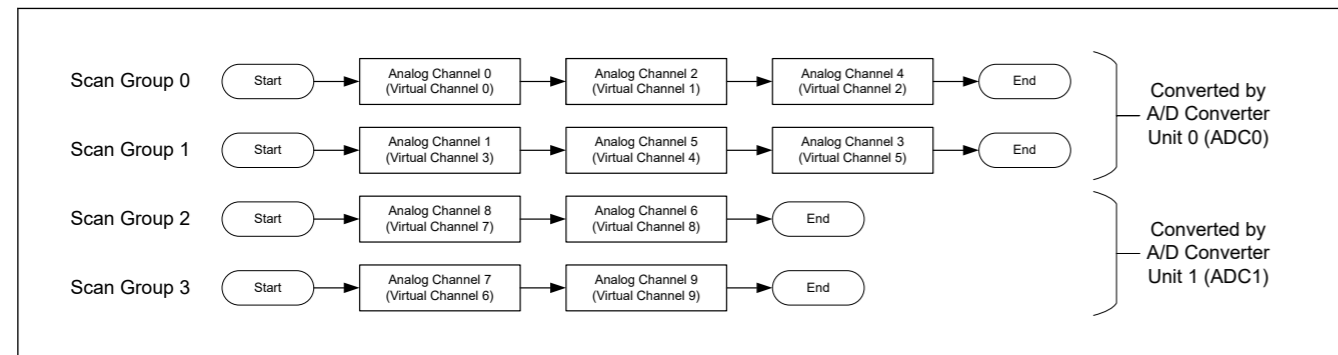 Scan Group 0
Start
Analog Channel 0
(Virtual Channel 0)
Analog Channel 2
(Virtual Channel 1)
Analog Channel 4
(Virtual Channel 2)
End
Scan Group 1
Start
Analog Channel 1
(Virtual Channel 3)
Analog Channel 5
(Virtual Channel 4)
Analog Channel 3
(Virtual Channel 5)
End
Converted by
A/D Converter
Unit 0 (ADC0)
Scan Group 2
Start
Analog Channel 8
(Virtual Channel 7)
Analog Channel 6
(Virtual Channel 8)
End
Scan Group 3
Start
Analog Channel 7
(Virtual Channel 6)
Analog Channel 9
(Virtual Channel 9)
End
Converted by
A/D Converter
Unit 1 (ADC1)